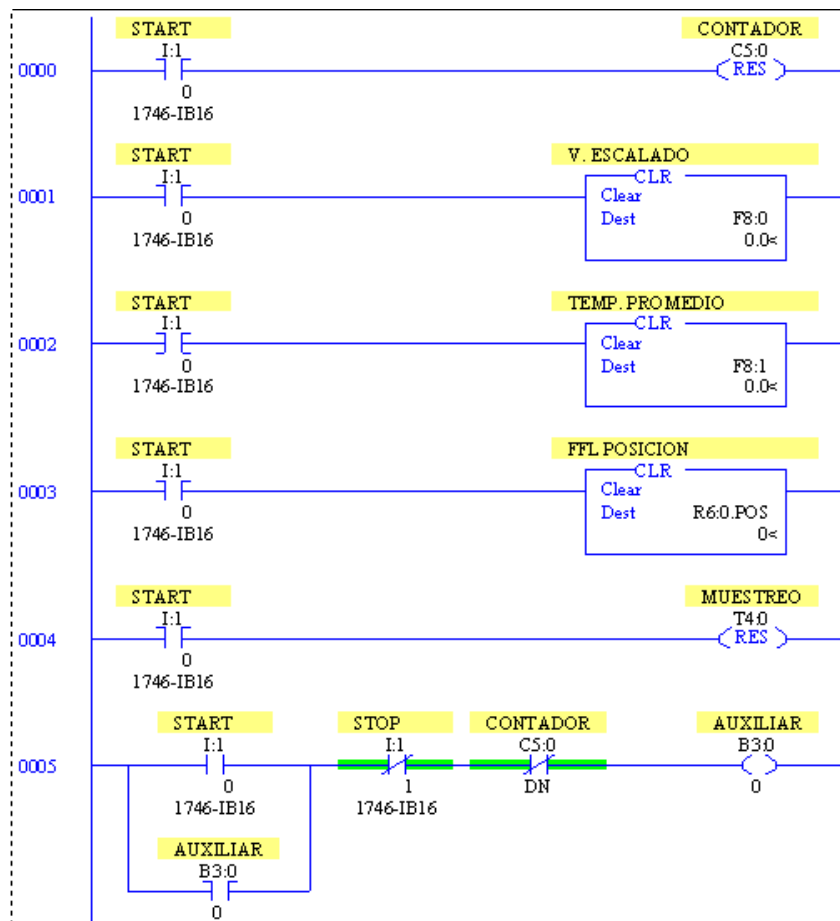 START
CONTADOR
I:1
C5:0
0000
RES
0
1746-IB16
START
V. ESCALADO
I:1
CLR
0001
Clear
0
Dest F8:0
1746-IB16
0.0<
START
TEMP. PROMEDIO
I:1
CLR
0002
Clear
0
Dest F8:1
1746-IB16
0.0<
START
FFL POSICION
I:1
CLR
0003
Clear
0
Dest R6:0.POS
1746-IB16
0<
START
MUESTREO
I:1
T4:0
0004
RES
0
1746-IB16
START STOP CONTADOR AUXILIAR
I:1 I:1 C5:0 B3:0
0005
0 1 DN 0
1746-IB16 1746-IB16
AUXILIAR
B3:0
0